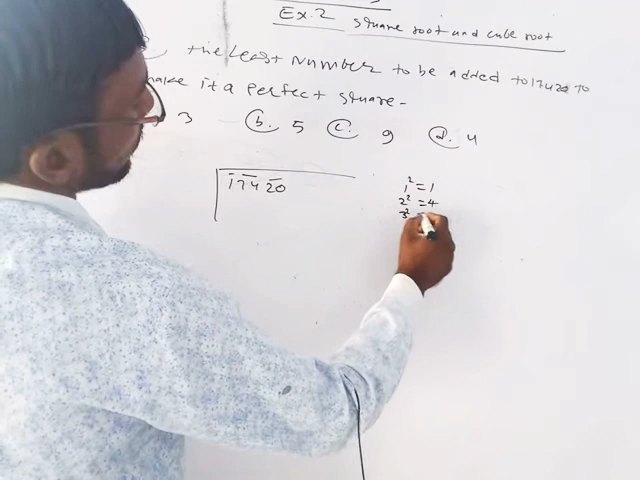 Ex.2 square root and cube root
the Least Number to be added to 17420 to
make it a perfect square-
3 b. 5 c. 9 d. 4
17420
1² = 1
2² = 4
3² =